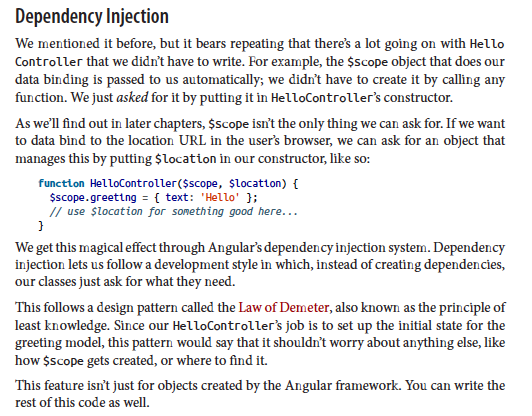 Dependency Injection
We mentioned it before, but it bears repeating that there's a lot going on with Hello
Controller that we didn't have to write. For example, the $scope object that does our
data binding is passed to us automatically; we didn't have to create it by calling any
function. We just asked for it by putting it in HelloController's constructor.
As we'll find out in later chapters, $scope isn't the only thing we can ask for. If we want
to data bind to the location URL in the user's browser, we can ask for an object that
manages this by putting $location in our constructor, like so:
function HelloController($scope, $location) {
$scope.greeting = { text: 'Hello' };
// use $location for something good here...
}
We get this magical effect through Angular's dependency injection system. Dependency
injection lets us follow a development style in which, instead of creating dependencies,
our classes just ask for what they need.
This follows a design pattern called the Law of Demeter, also known as the principle of
least knowledge. Since our HelloController's job is to set up the initial state for the
greeting model, this pattern would say that it shouldn't worry about anything else, like
how $scope gets created, or where to find it.
This feature isn't just for objects created by the Angular framework. You can write the
rest of this code as well.